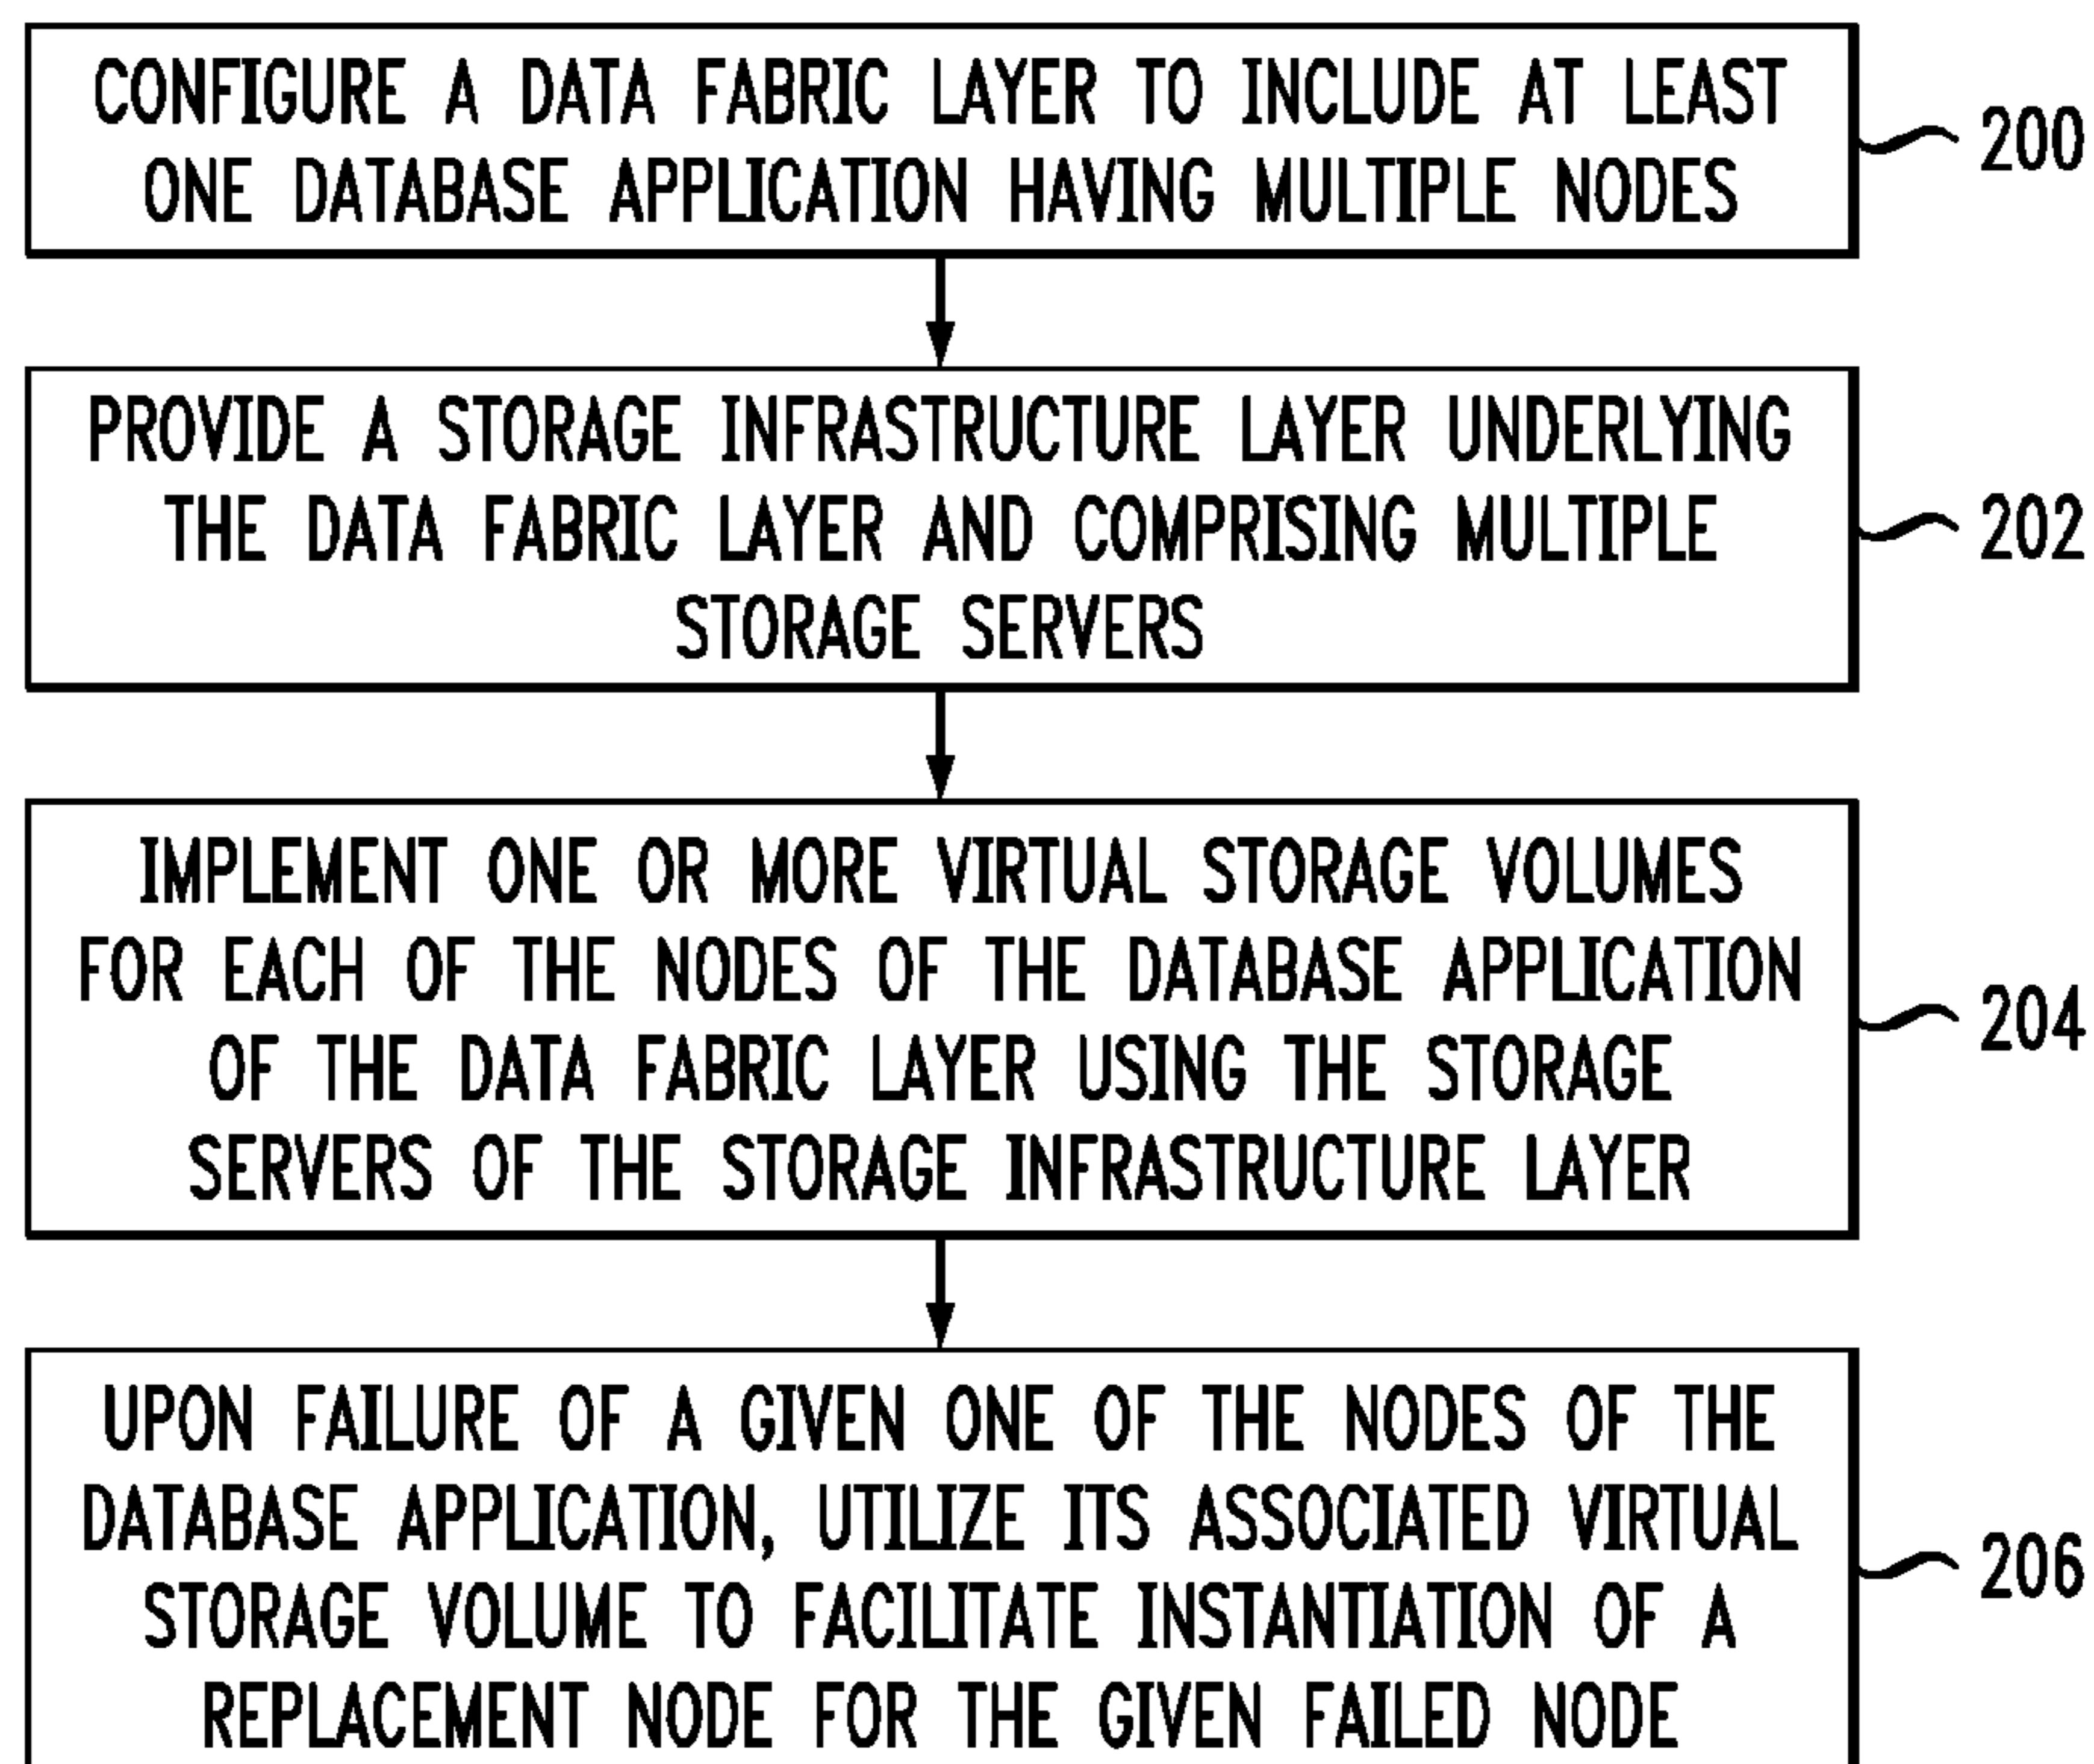 CONFIGURE A DATA FABRIC LAYER TO INCLUDE AT LEAST
ONE DATABASE APPLICATION HAVING MULTIPLE NODES
200
PROVIDE A STORAGE INFRASTRUCTURE LAYER UNDERLYING
THE DATA FABRIC LAYER AND COMPRISING MULTIPLE
STORAGE SERVERS
202
IMPLEMENT ONE OR MORE VIRTUAL STORAGE VOLUMES
FOR EACH OF THE NODES OF THE DATABASE APPLICATION
OF THE DATA FABRIC LAYER USING THE STORAGE
SERVERS OF THE STORAGE INFRASTRUCTURE LAYER
204
UPON FAILURE OF A GIVEN ONE OF THE NODES OF THE
DATABASE APPLICATION, UTILIZE ITS ASSOCIATED VIRTUAL
STORAGE VOLUME TO FACILITATE INSTANTIATION OF A
REPLACEMENT NODE FOR THE GIVEN FAILED NODE
206